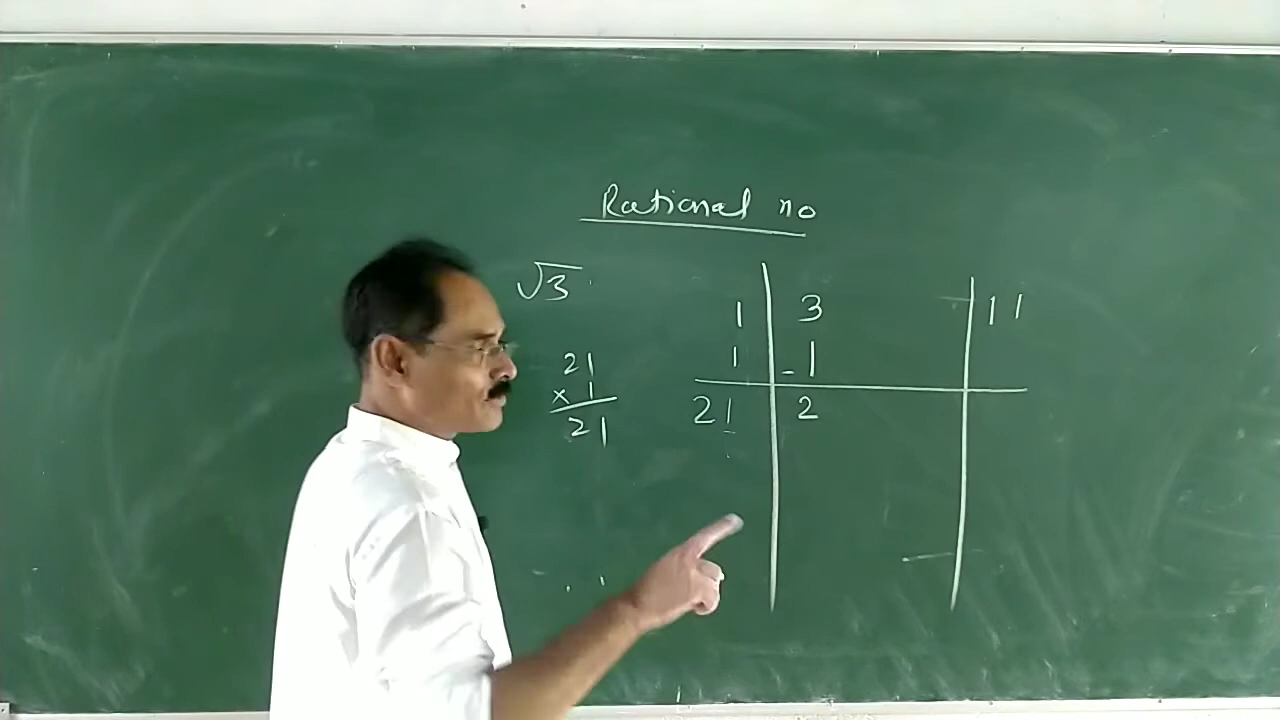 Rational no
√3
1 | 3 | 11
1 | -1
21 | 2
21
× 1
21